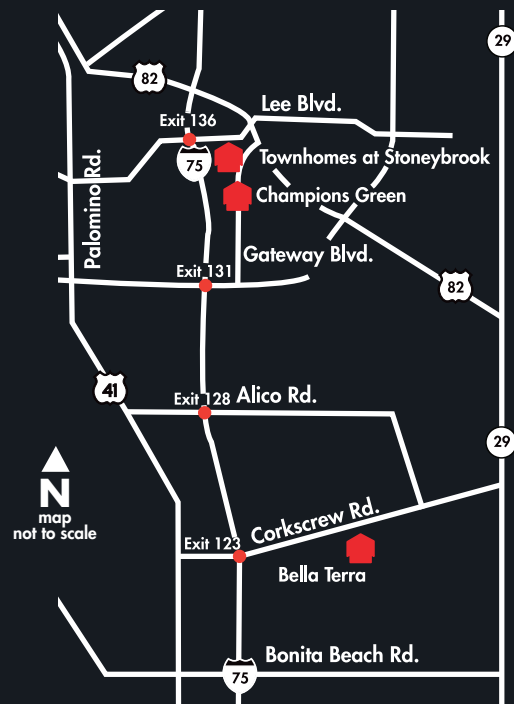 29
82
Lee Blvd.
Exit 136
75
Townhomes at Stoneybrook
Palomino Rd.
Champions Green
Gateway Blvd.
Exit 131
82
41
Exit 128
Alico Rd.
29
N
map
not to scale
Corkscrew Rd.
Exit 123
Bella Terra
Bonita Beach Rd.
75